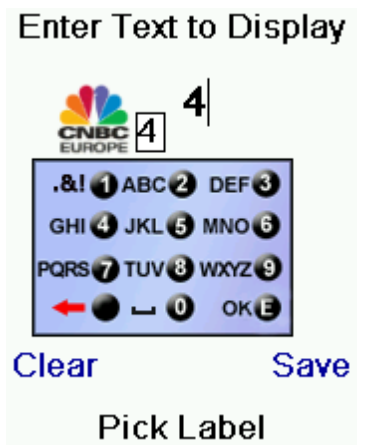 Enter Text to Display
4
CNBC
EUROPE
4
.&! 1 ABC 2 DEF 3
GHI 4 JKL 5 MNO 6
PQRS 7 TUV 8 WXYZ 9
0 OK E
Clear Save
Pick Label